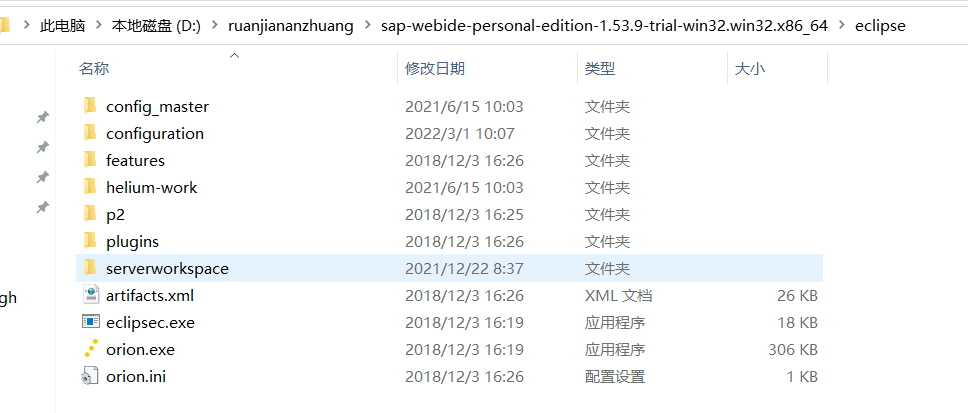 此电脑 > 本地磁盘 (D:) > ruanjiananzhuang > sap-webide-personal-edition-1.53.9-trial-win32.win32.x86_64 > eclipse
名称 修改日期 类型 大小
config_master 2021/6/15 10:03 文件夹
configuration 2022/3/1 10:07 文件夹
features 2018/12/3 16:26 文件夹
helium-work 2021/6/15 10:03 文件夹
p2 2018/12/3 16:25 文件夹
plugins 2018/12/3 16:26 文件夹
serverworkspace 2021/12/22 8:37 文件夹
gh
artifacts.xml 2018/12/3 16:26 XML 文档 26 KB
eclipsec.exe 2018/12/3 16:19 应用程序 18 KB
orion.exe 2018/12/3 16:19 应用程序 306 KB
orion.ini 2018/12/3 16:26 配置设置 1 KB